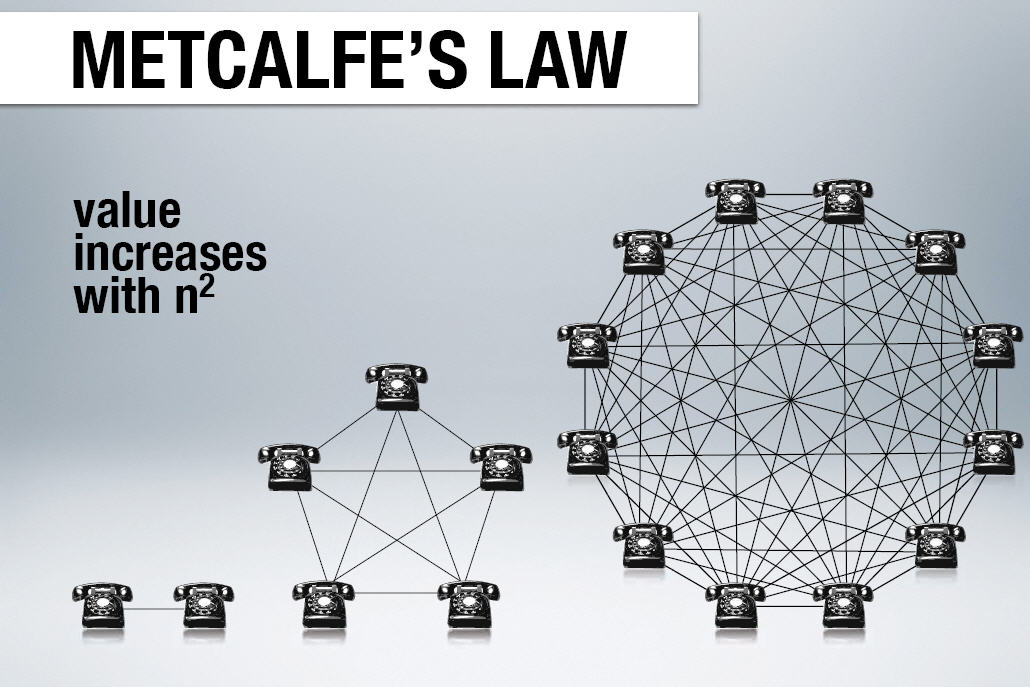 METCALFE’S LAW
value
increases
with n²